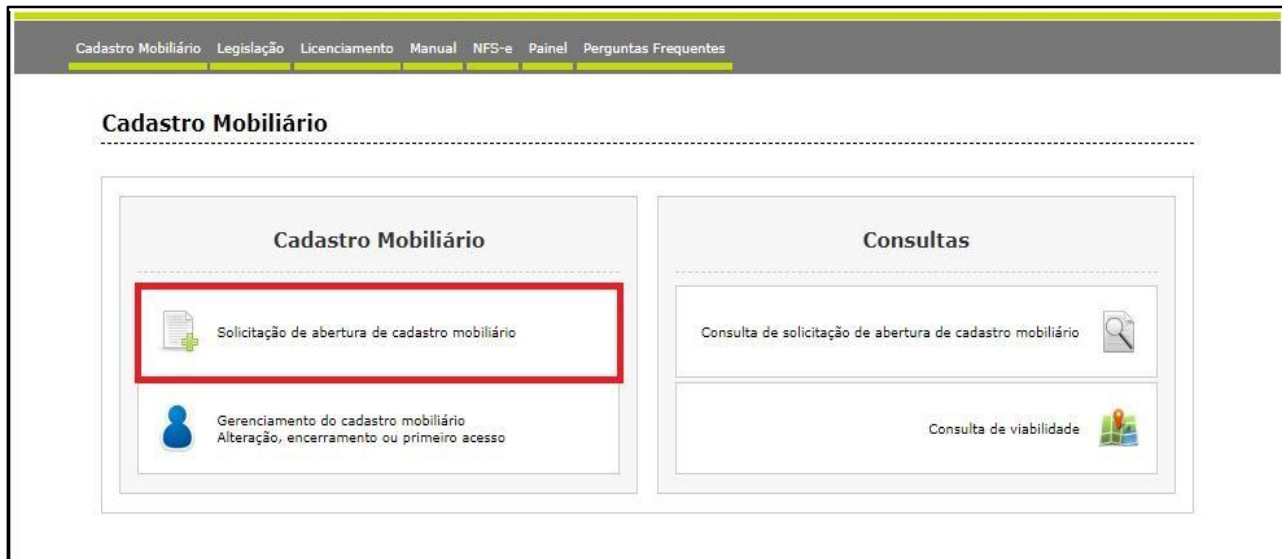 Cadastro Mobiliário Legislação Licenciamento Manual NFS-e Painel Perguntas Frequentes
Cadastro Mobiliário
Cadastro Mobiliário
Solicitação de abertura de cadastro mobiliário
Gerenciamento do cadastro mobiliário
Alteração, encerramento ou primeiro acesso
Consultas
Consulta de solicitação de abertura de cadastro mobiliário
Consulta de viabilidade